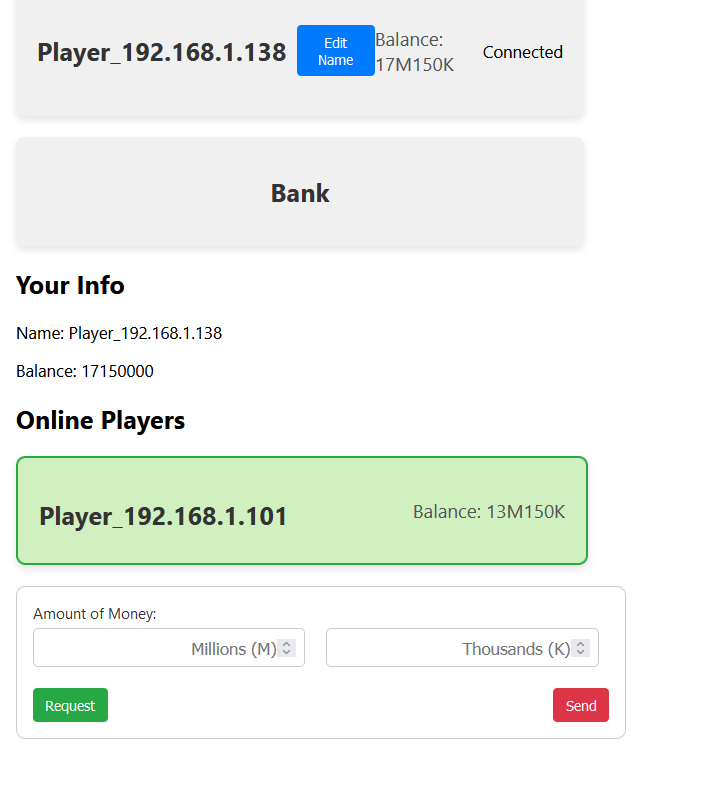 Player_192.168.1.138
Edit
Name
Balance:
17M150K
Connected
Bank
Your Info
Name: Player_192.168.1.138
Balance: 17150000
Online Players
Player_192.168.1.101
Balance: 13M150K
Amount of Money:
Millions (M)
Thousands (K)
Request
Send